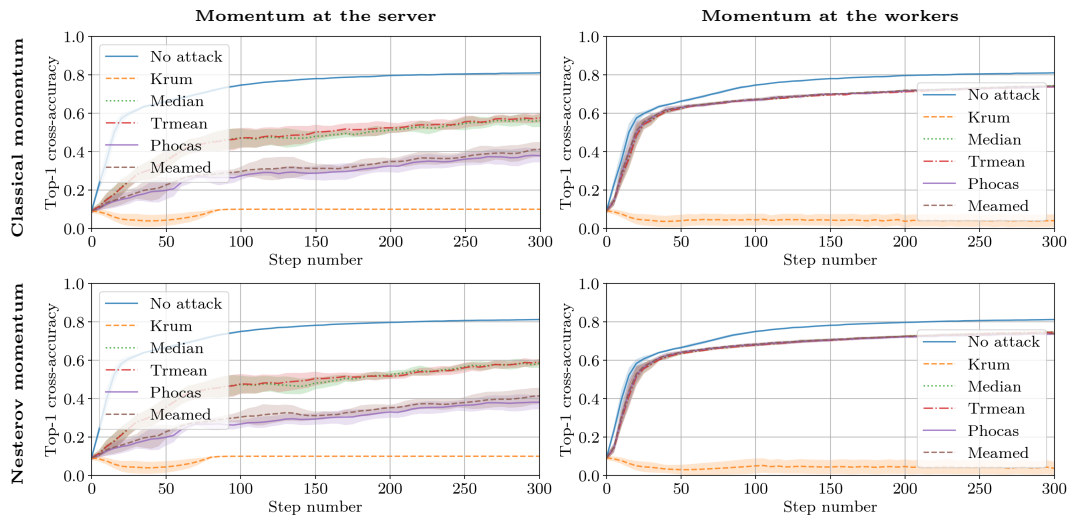 Momentum at the server
Momentum at the workers
Classical momentum
Top-1 cross-accuracy
1.0
0.8
0.6
0.4
0.2
0.0
No attack
Krum
Median
Trmean
Phocas
Meamed
0 50 100 150 200 250 300
Step number
Top-1 cross-accuracy
1.0
0.8
0.6
0.4
0.2
0.0
No attack
Krum
Median
Trmean
Phocas
Meamed
0 50 100 150 200 250 300
Step number
Nesterov momentum
Top-1 cross-accuracy
1.0
0.8
0.6
0.4
0.2
0.0
No attack
Krum
Median
Trmean
Phocas
Meamed
0 50 100 150 200 250 300
Step number
Top-1 cross-accuracy
1.0
0.8
0.6
0.4
0.2
0.0
No attack
Krum
Median
Trmean
Phocas
Meamed
0 50 100 150 200 250 300
Step number